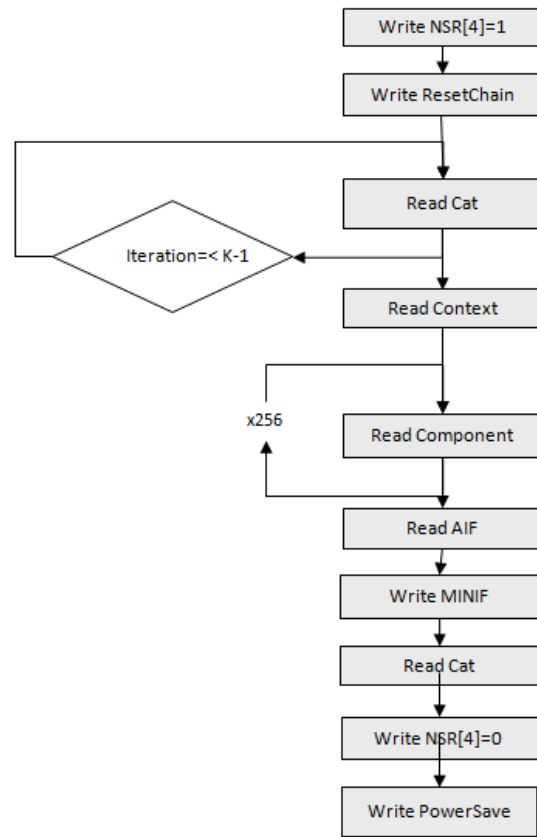 Write NSR[4]=1
Write ResetChain
Read Cat
Iteration=< K-1
Read Context
x256
Read Component
Read AIF
Write MINIF
Read Cat
Write NSR[4]=0
Write PowerSave